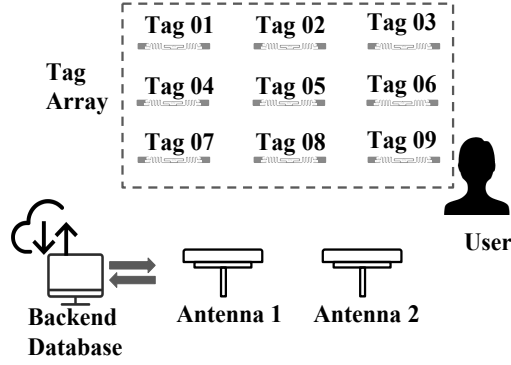 Tag 01 Tag 02 Tag 03
Tag
Array
Tag 04 Tag 05 Tag 06
Tag 07 Tag 08 Tag 09
User
Backend
Database
Antenna 1 Antenna 2